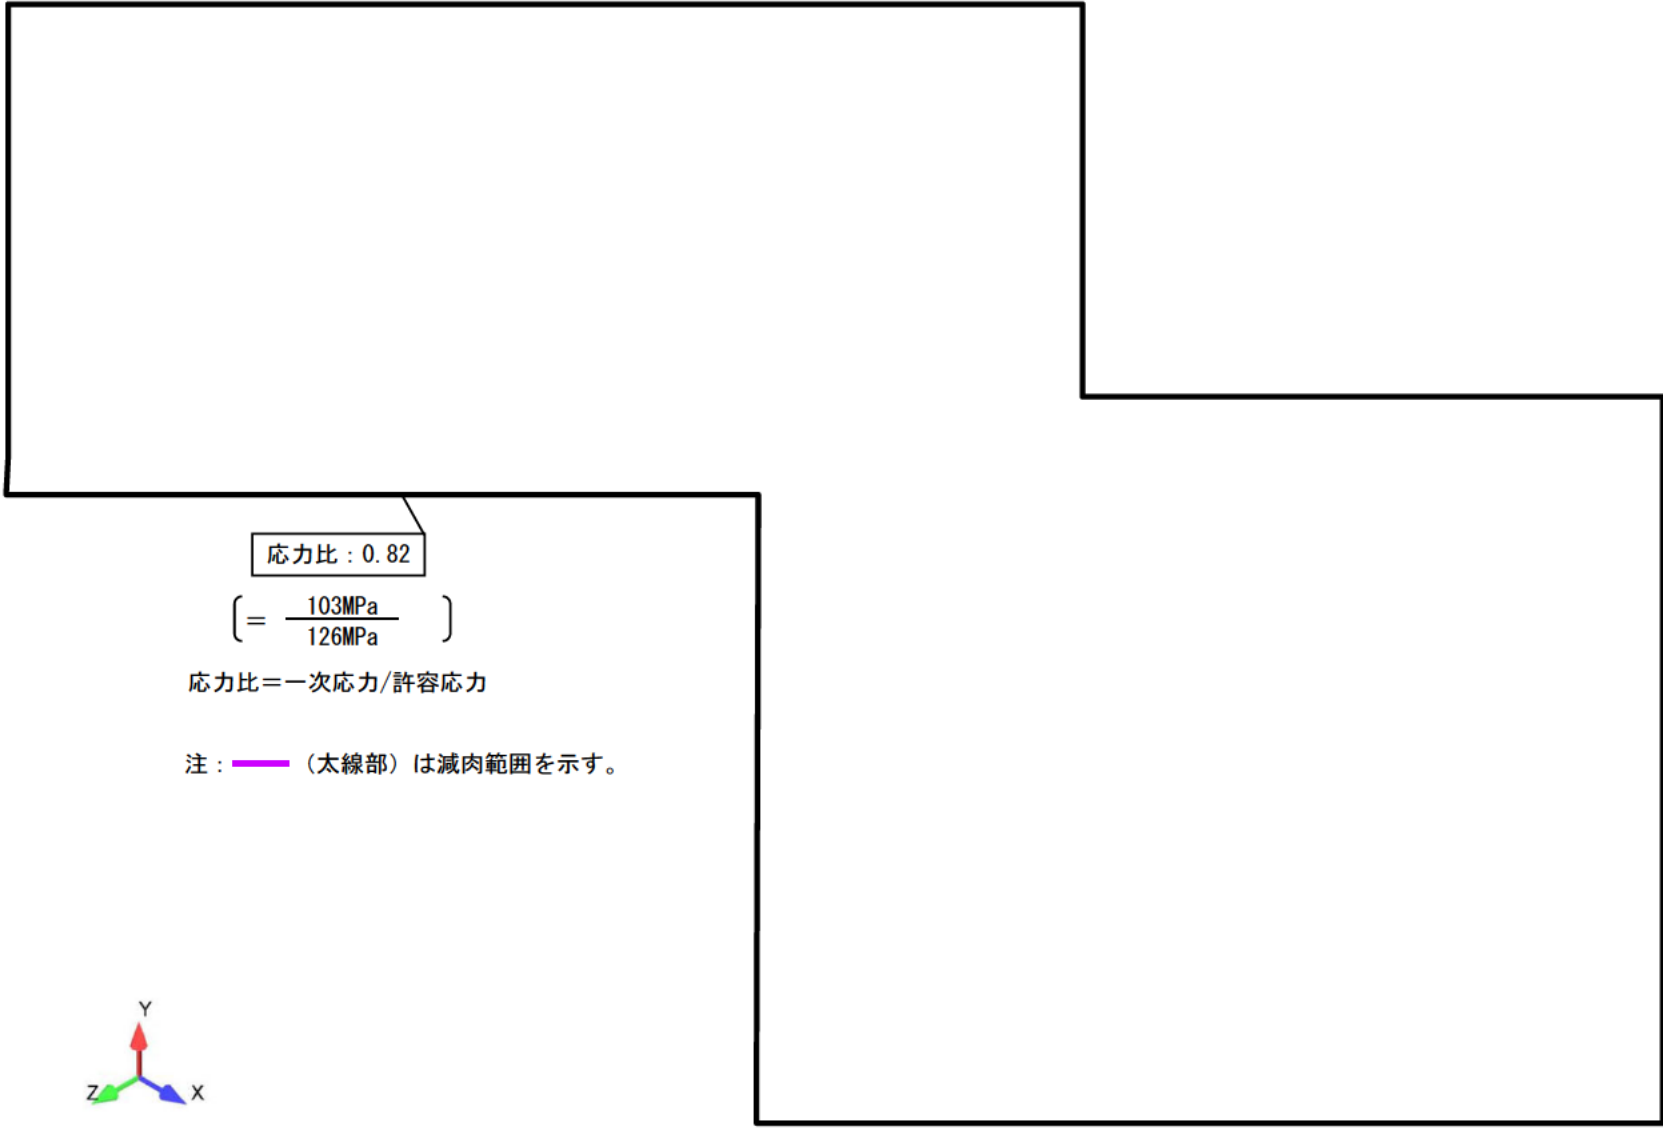 応力比：0.82
〔＝ 103MPa
126MPa 〕
応力比＝一次応力/許容応力
注： （太線部）は減肉範囲を示す。
Y
Z X